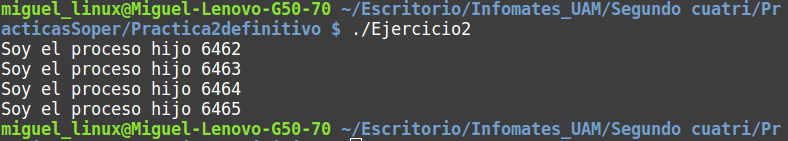 miguel_linux@Miguel-Lenovo-G50-70 ~/Escritorio/Infomates_UAM/Segundo cuatri/Pr
acticasSoper/Practica2definitivo $ ./Ejercicio2
Soy el proceso hijo 6462
Soy el proceso hijo 6463
Soy el proceso hijo 6464
Soy el proceso hijo 6465
miguel_linux@Miguel-Lenovo-G50-70 ~/Escritorio/Infomates_UAM/Segundo cuatri/Pr